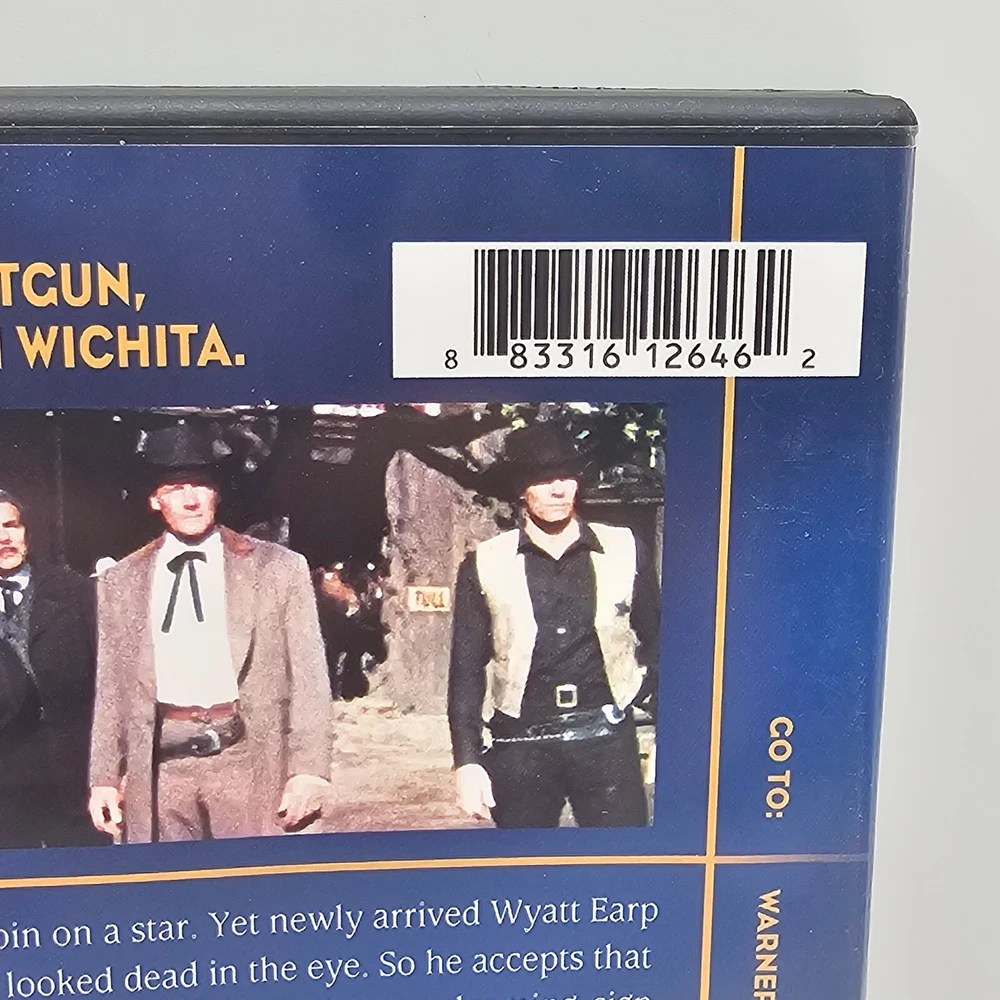 TGUN,
WICHITA.
8 83316 12646 2
GO TO:
WARNER
on a star. Yet newly arrived Wyatt Earp
looked dead in the eye. So he accepts that